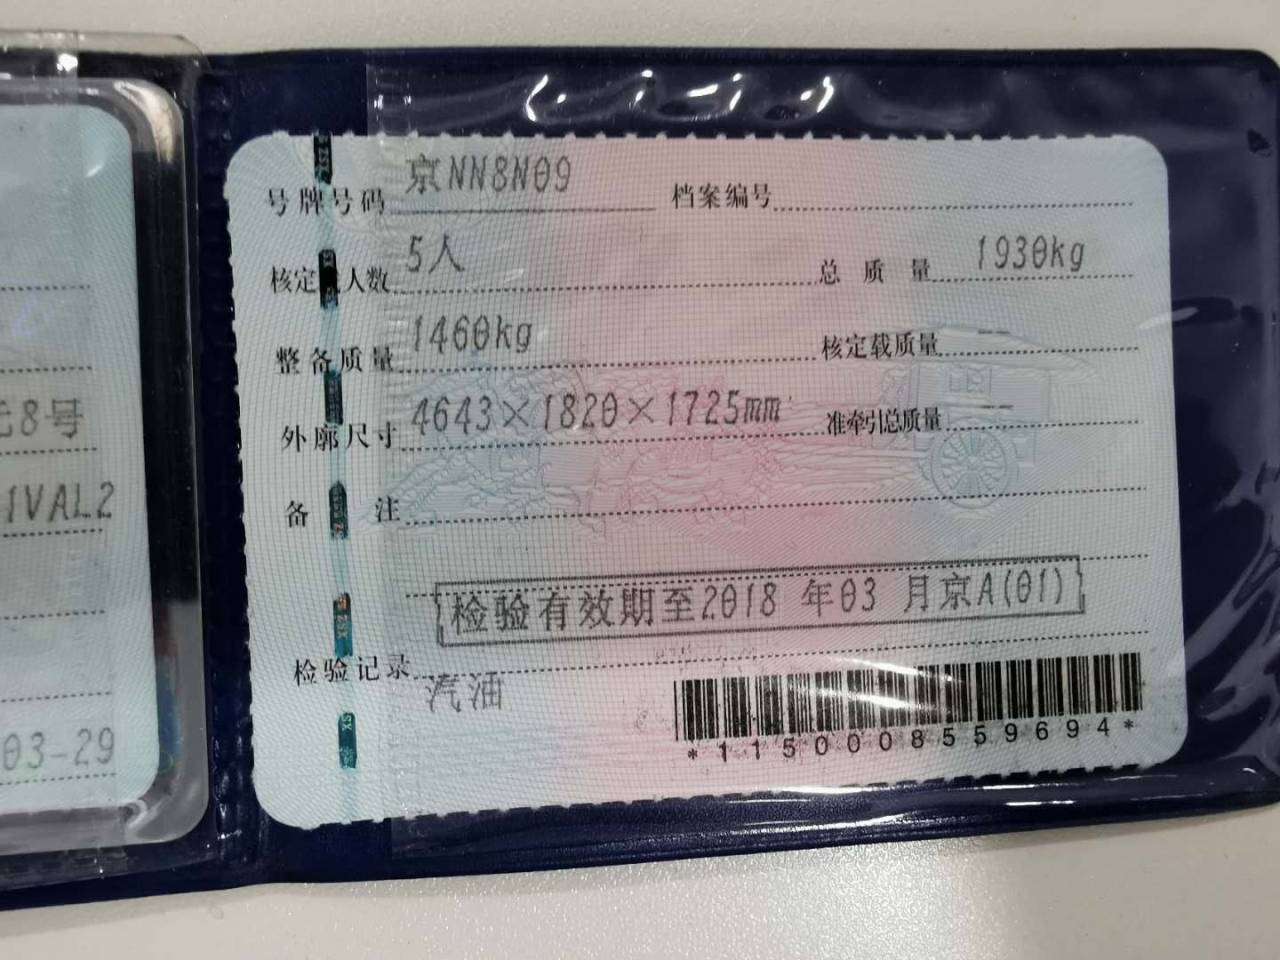 号牌号码 京NN8N09 档案编号
核定载人数 5人 总质量 1930kg
整备质量 1460kg 核定载质量 --
外廓尺寸 4643×1820×1725mm 准牵引总质量 --
备注
检验有效期至2018年03月京A(01)
检验记录
汽油
*1150008559694*
8号
1VAL2
03-29